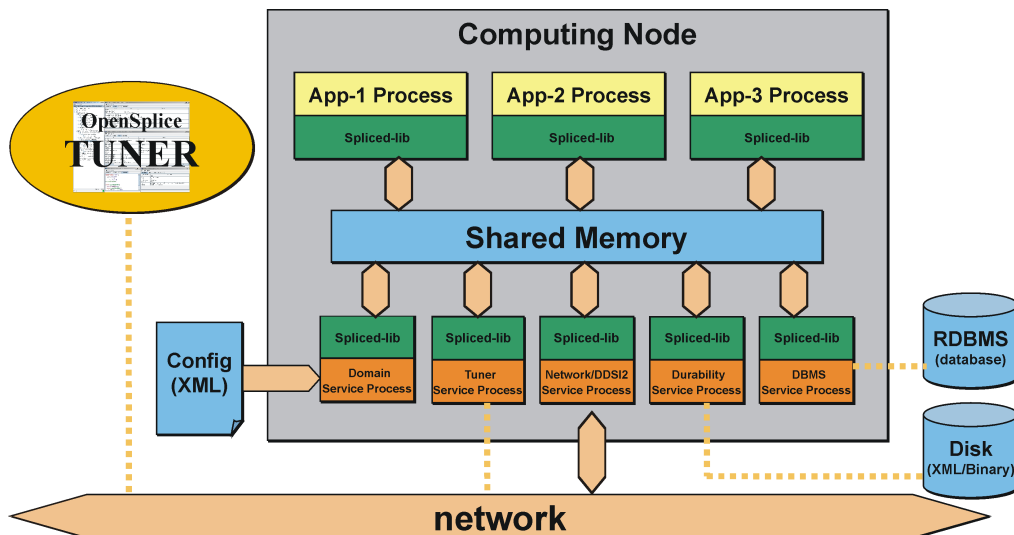 Computing Node
App-1 Process
App-2 Process
App-3 Process
Spliced-lib
Spliced-lib
Spliced-lib
OpenSplice
TUNER
Shared Memory
Config
(XML)
Spliced-lib
Domain
Service Process
Spliced-lib
Tuner
Service Process
Spliced-lib
Network/DDSI2
Service Process
Spliced-lib
Durability
Service Process
Spliced-lib
DBMS
Service Process
RDBMS
(database)
Disk
(XML/Binary)
network